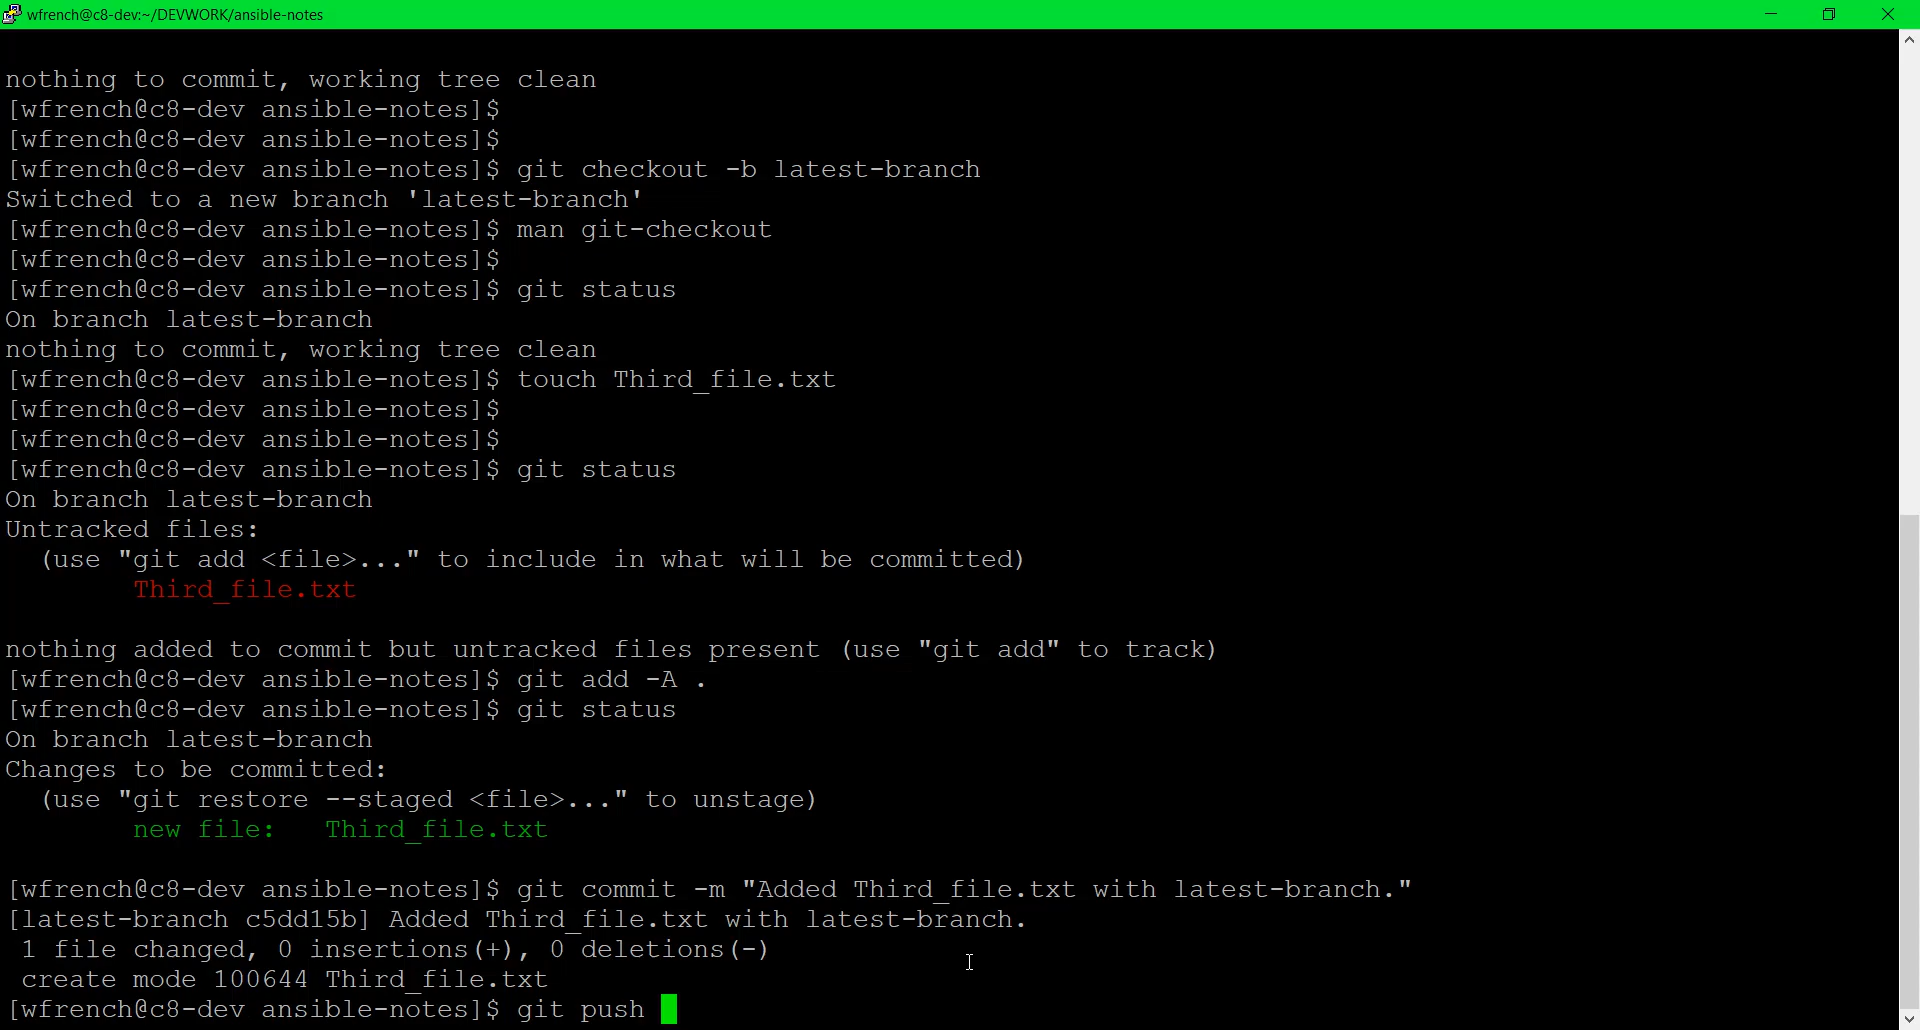 wfrench@c8-dev:~/DEVWORK/ansible-notes
nothing to commit, working tree clean
[wfrench@c8-dev ansible-notes]$
[wfrench@c8-dev ansible-notes]$
[wfrench@c8-dev ansible-notes]$ git checkout -b latest-branch
Switched to a new branch 'latest-branch'
[wfrench@c8-dev ansible-notes]$ man git-checkout
[wfrench@c8-dev ansible-notes]$
[wfrench@c8-dev ansible-notes]$ git status
On branch latest-branch
nothing to commit, working tree clean
[wfrench@c8-dev ansible-notes]$ touch Third_file.txt
[wfrench@c8-dev ansible-notes]$
[wfrench@c8-dev ansible-notes]$
[wfrench@c8-dev ansible-notes]$ git status
On branch latest-branch
Untracked files:
  (use "git add <file>..." to include in what will be committed)
        Third_file.txt
nothing added to commit but untracked files present (use "git add" to track)
[wfrench@c8-dev ansible-notes]$ git add -A .
[wfrench@c8-dev ansible-notes]$ git status
On branch latest-branch
Changes to be committed:
  (use "git restore --staged <file>..." to unstage)
        new file:   Third_file.txt
[wfrench@c8-dev ansible-notes]$ git commit -m "Added Third_file.txt with latest-branch."
[latest-branch c5dd15b] Added Third_file.txt with latest-branch.
 1 file changed, 0 insertions(+), 0 deletions(-)
 create mode 100644 Third_file.txt
[wfrench@c8-dev ansible-notes]$ git push